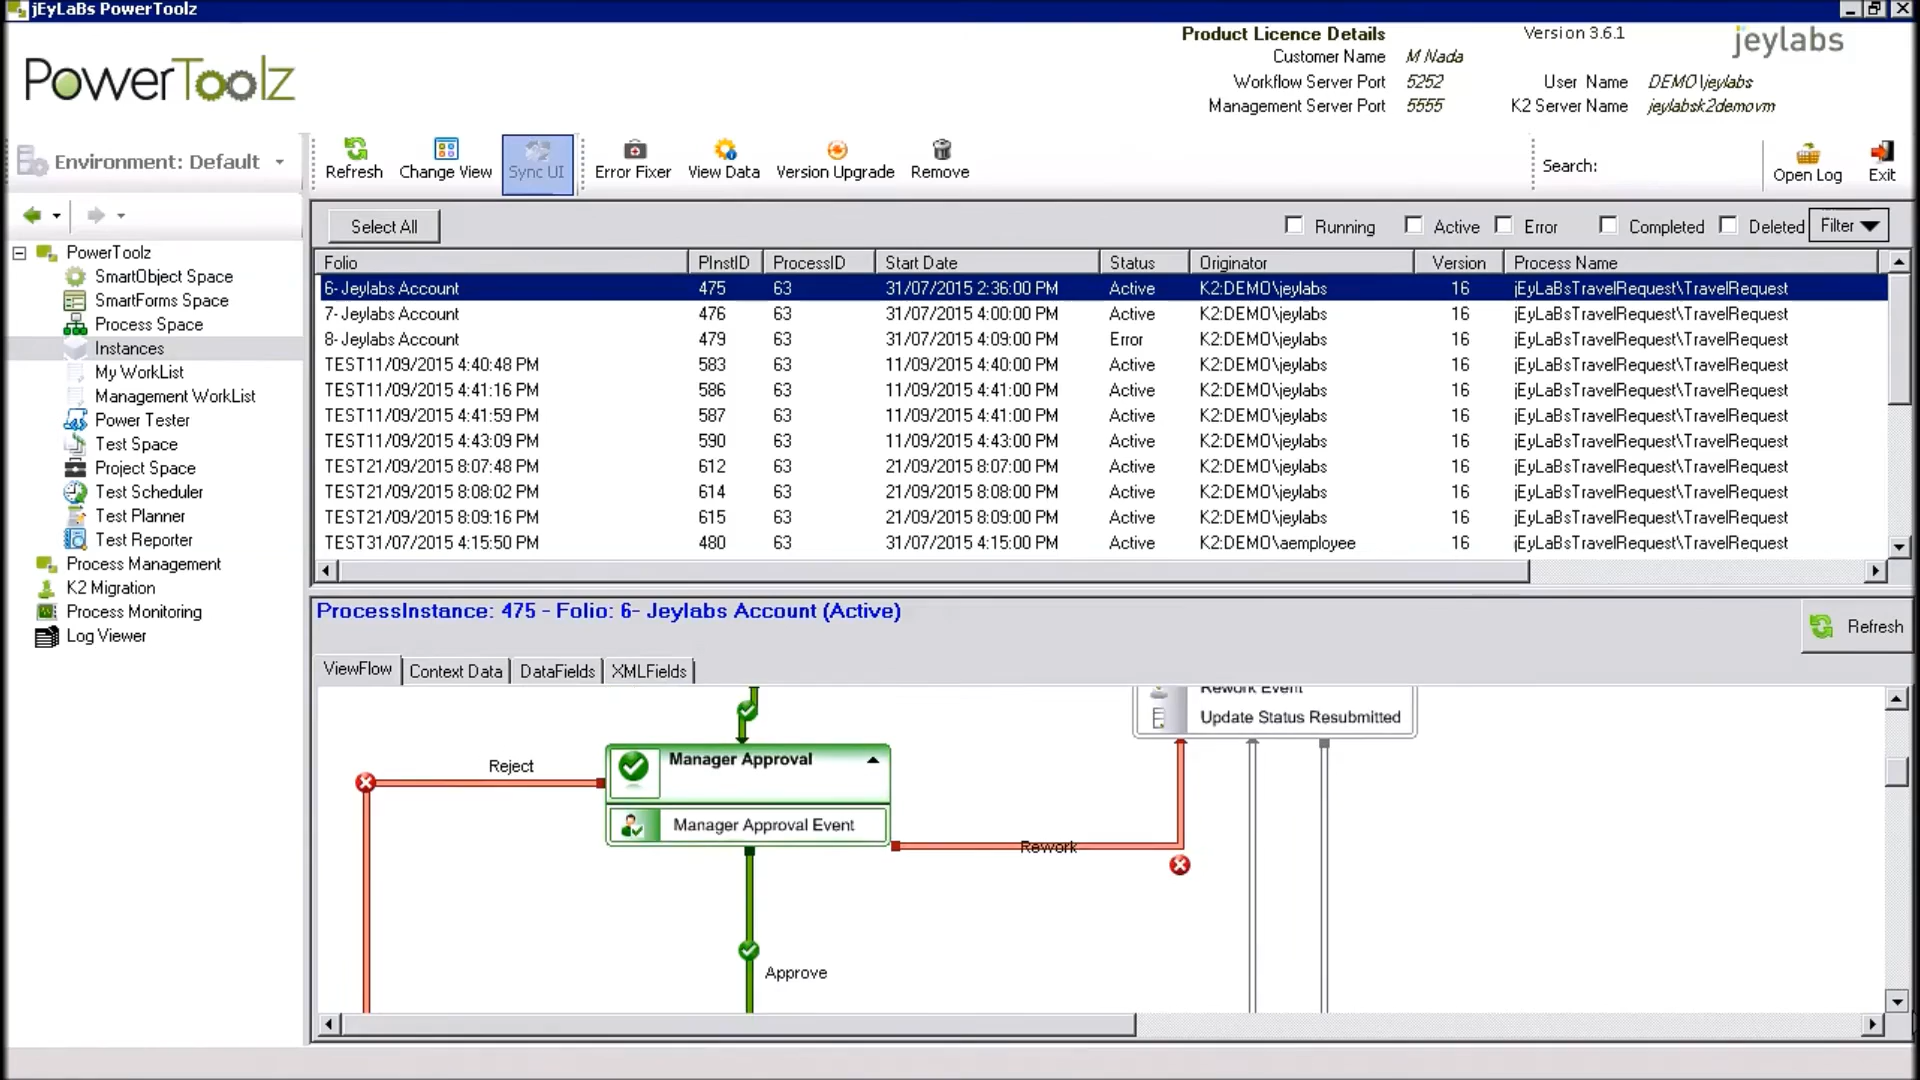 jEyLaBs PowerToolz
PowerToolz
Product Licence Details
Customer Name M Nada
Workflow Server Port 5252
Management Server Port 5555
Version 3.6.1
User Name DEMO\jeylabs
K2 Server Name jeylabsk2demovm
jeylabs
Environment: Default
Refresh Change View Sync UI Error Fixer View Data Version Upgrade Remove
Search:
Open Log Exit
PowerToolz
SmartObject Space
SmartForms Space
Process Space
Instances
My WorkList
Management WorkList
Power Tester
Test Space
Project Space
Test Scheduler
Test Planner
Test Reporter
Process Management
K2 Migration
Process Monitoring
Log Viewer
Select All Running Active Error Completed Deleted Filter
Folio PInstID ProcessID Start Date Status Originator Version Process Name
6- Jeylabs Account 475 63 31/07/2015 2:36:00 PM Active K2:DEMO\jeylabs 16 jEyLaBsTravelRequest\TravelRequest
7- Jeylabs Account 476 63 31/07/2015 4:00:00 PM Active K2:DEMO\jeylabs 16 jEyLaBsTravelRequest\TravelRequest
8- Jeylabs Account 479 63 31/07/2015 4:09:00 PM Error K2:DEMO\jeylabs 16 jEyLaBsTravelRequest\TravelRequest
TEST11/09/2015 4:40:48 PM 583 63 11/09/2015 4:40:00 PM Active K2:DEMO\jeylabs 16 jEyLaBsTravelRequest\TravelRequest
TEST11/09/2015 4:41:16 PM 586 63 11/09/2015 4:41:00 PM Active K2:DEMO\jeylabs 16 jEyLaBsTravelRequest\TravelRequest
TEST11/09/2015 4:41:59 PM 587 63 11/09/2015 4:41:00 PM Active K2:DEMO\jeylabs 16 jEyLaBsTravelRequest\TravelRequest
TEST11/09/2015 4:43:09 PM 590 63 11/09/2015 4:43:00 PM Active K2:DEMO\jeylabs 16 jEyLaBsTravelRequest\TravelRequest
TEST21/09/2015 8:07:48 PM 612 63 21/09/2015 8:07:00 PM Active K2:DEMO\jeylabs 16 jEyLaBsTravelRequest\TravelRequest
TEST21/09/2015 8:08:02 PM 614 63 21/09/2015 8:08:00 PM Active K2:DEMO\jeylabs 16 jEyLaBsTravelRequest\TravelRequest
TEST21/09/2015 8:09:16 PM 615 63 21/09/2015 8:09:00 PM Active K2:DEMO\jeylabs 16 jEyLaBsTravelRequest\TravelRequest
TEST31/07/2015 4:15:50 PM 480 63 31/07/2015 4:15:00 PM Active K2:DEMO\aemployee 16 jEyLaBsTravelRequest\TravelRequest
ProcessInstance: 475 - Folio: 6- Jeylabs Account (Active)
Refresh
ViewFlow Context Data DataFields XMLFields
Rework Event
Update Status Resubmitted
Reject
Manager Approval
Manager Approval Event
Rework
Approve